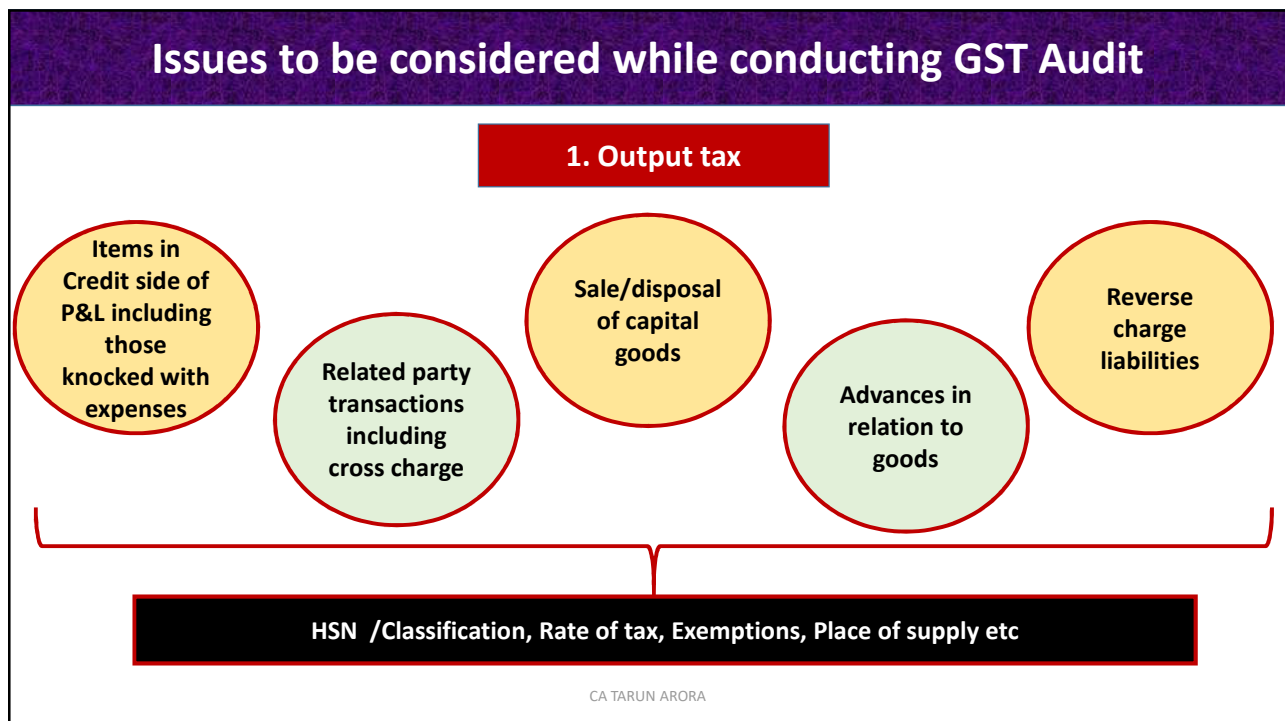 Issues to be considered while conducting GST Audit
1. Output tax
Items in
Credit side of
P&L including
those
knocked with
expenses
Related party
transactions
including
cross charge
Sale/disposal
of capital
goods
Advances in
relation to
goods
Reverse
charge
liabilities
HSN /Classification, Rate of tax, Exemptions, Place of supply etc
CA TARUN ARORA